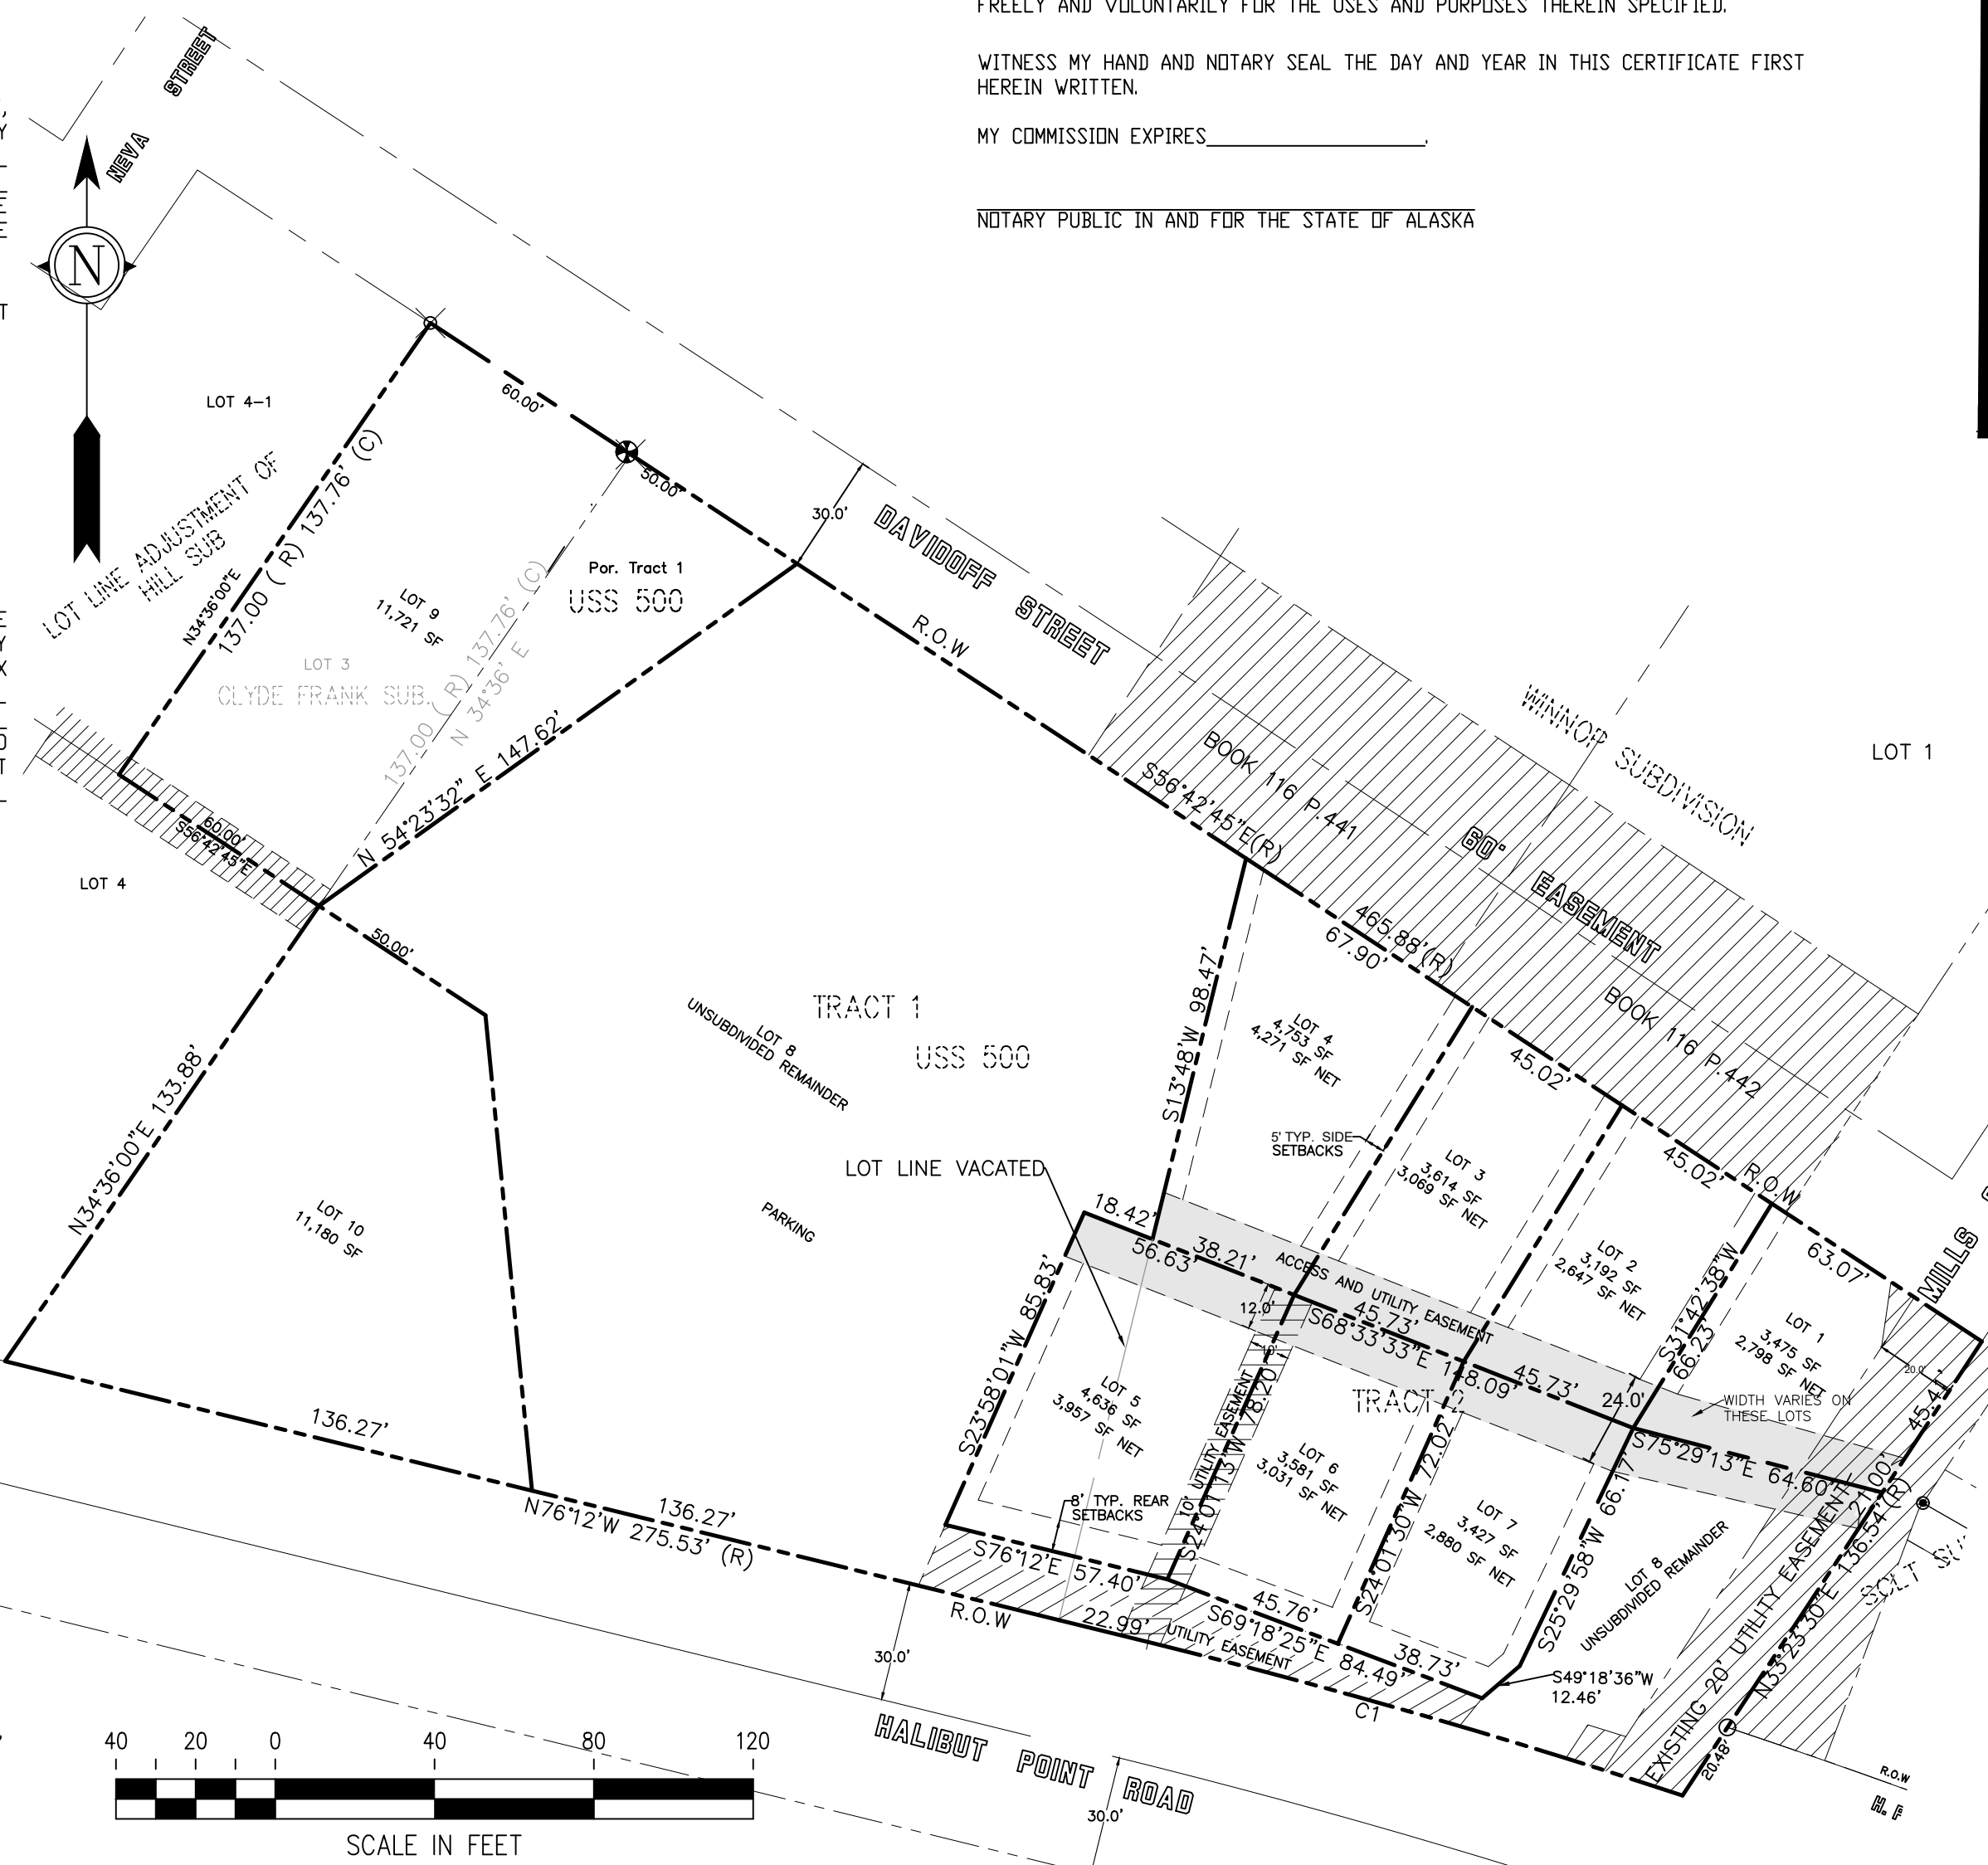 FREELY AND VOLUNTARILY FOR THE USES AND PURPOSES THEREIN SPECIFIED.
WITNESS MY HAND AND NOTARY SEAL THE DAY AND YEAR IN THIS CERTIFICATE FIRST
HEREIN WRITTEN.
MY COMMISSION EXPIRES
NOTARY PUBLIC IN AND FOR THE STATE OF ALASKA
NEVA STREET
N
LOT 4-1
LOT LINE ADJUSTMENT OF
HILL SUB
N34°36'00"E
137.00 ( R) 137.76' (C)
60.00'
50.00'
30.0'
DAVIDOFF STREET
R.O.W
Por. Tract 1
USS 500
LOT 9
11,721 SF
LOT 3
CLYDE FRANK SUB.
137.00 ( R) 137.76' (C)
N 34°36' E
N 54°23'32" E 147.62'
60.00'
S56°42'45"E
LOT 4
50.00'
N34°36'00"E 133.88'
LOT 10
11,180 SF
TRACT 1
USS 500
LOT 8
UNSUBDIVIDED REMAINDER
PARKING
LOT LINE VACATED
BOOK 116 P.441
S56°42'45"E(R)
465.88'(R)
67.90'
60' EASEMENT
BOOK 116 P.442
WINNOP SUBDIVISION
LOT 1
45.02'
45.02'
R.O.W
63.07'
MILLS
S13°48'W 98.47'
LOT 4
4,753 SF
4,271 SF NET
5' TYP. SIDE
SETBACKS
LOT 3
3,614 SF
3,069 SF NET
LOT 2
3,192 SF
2,647 SF NET
S31°42'38"W
66.23'
LOT 1
3,475 SF
2,798 SF NET
20.0'
45.41'
18.42'
56.63'
38.21'
12.0'
ACCESS AND UTILITY EASEMENT
45.73'
S68°33'33"E 148.09'
45.73'
24.0'
WIDTH VARIES ON
THESE LOTS
S75°29'13"E 64.60'
21.00'
TRACT 2
S23°58'01"W 85.83'
LOT 5
4,636 SF
3,957 SF NET
10'
10' UTILITY EASEMENT
S24°01'13"W 78.20'
LOT 6
3,581 SF
3,031 SF NET
S24°01'30"W 72.02'
LOT 7
3,427 SF
2,880 SF NET
S25°29'58"W 66.17'
LOT 8
UNSUBDIVIDED REMAINDER
EXISTING 20' UTILITY EASEMENT
N33°23'30"E 136.54'(R)
8' TYP. REAR
SETBACKS
136.27'
N76°12'W 275.53' (R)
136.27'
S76°12'E 57.40'
R.O.W
22.99'
UTILITY EASEMENT
45.76'
S69°18'25"E 84.49'
38.73'
S49°18'36"W
12.46'
C1
20.48'
R.O.W
30.0'
HALIBUT POINT ROAD
30.0'
40 20 0 40 80 120
SCALE IN FEET